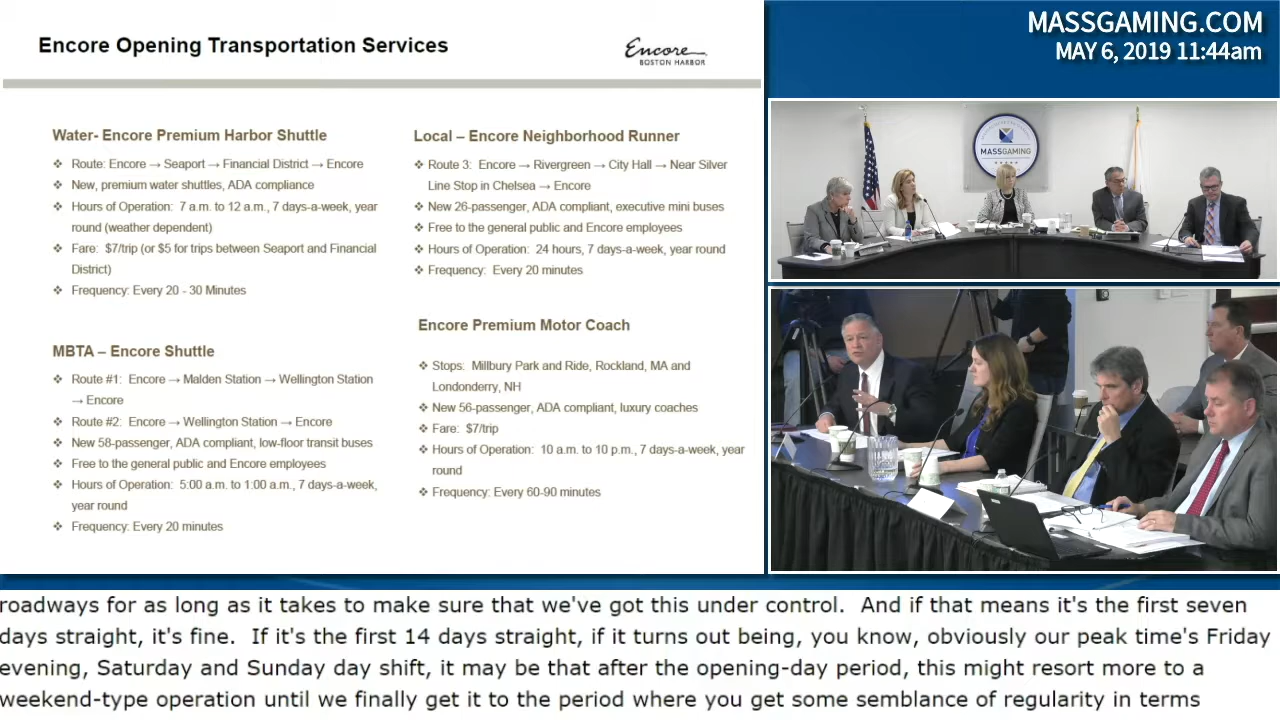 Encore Opening Transportation Services
Encore
BOSTON HARBOR
Water- Encore Premium Harbor Shuttle
❖ Route: Encore → Seaport → Financial District → Encore
❖ New, premium water shuttles, ADA compliance
❖ Hours of Operation: 7 a.m. to 12 a.m., 7 days-a-week, year
round (weather dependent)
❖ Fare: $7/trip (or $5 for trips between Seaport and Financial
District)
❖ Frequency: Every 20 - 30 Minutes
MBTA – Encore Shuttle
❖ Route #1: Encore → Malden Station → Wellington Station
→ Encore
❖ Route #2: Encore → Wellington Station → Encore
❖ New 58-passenger, ADA compliant, low-floor transit buses
❖ Free to the general public and Encore employees
❖ Hours of Operation: 5:00 a.m. to 1:00 a.m., 7 days-a-week,
year round
❖ Frequency: Every 20 minutes
Local – Encore Neighborhood Runner
❖ Route 3: Encore → Rivergreen → City Hall → Near Silver
Line Stop in Chelsea → Encore
❖ New 26-passenger, ADA compliant, executive mini buses
❖ Free to the general public and Encore employees
❖ Hours of Operation: 24 hours, 7 days-a-week, year round
❖ Frequency: Every 20 minutes
Encore Premium Motor Coach
❖ Stops: Millbury Park and Ride, Rockland, MA and
Londonderry, NH
❖ New 56-passenger, ADA compliant, luxury coaches
❖ Fare: $7/trip
❖ Hours of Operation: 10 a.m. to 10 p.m., 7 days-a-week, year
round
❖ Frequency: Every 60-90 minutes
MASSGAMING.COM
MAY 6, 2019 11:44am
MASSGAMING
roadways for as long as it takes to make sure that we've got this under control. And if that means it's the first seven
days straight, it's fine. If it's the first 14 days straight, if it turns out being, you know, obviously our peak time's Friday
evening, Saturday and Sunday day shift, it may be that after the opening-day period, this might resort more to a
weekend-type operation until we finally get it to the period where you get some semblance of regularity in terms